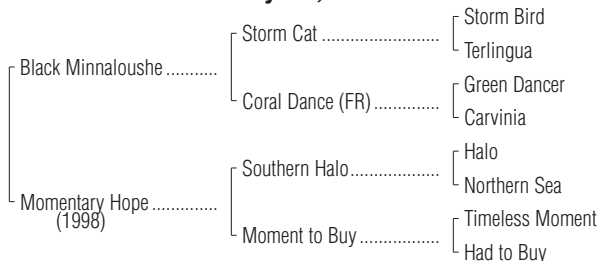 Storm Bird
Storm Cat ........................
Terlingua
Black Minnaloushe ..........
Green Dancer
Coral Dance (FR) .............
Carvinia
Halo
Southern Halo ..................
Northern Sea
Momentary Hope .............
(1998)
Timeless Moment
Moment to Buy ................
Had to Buy